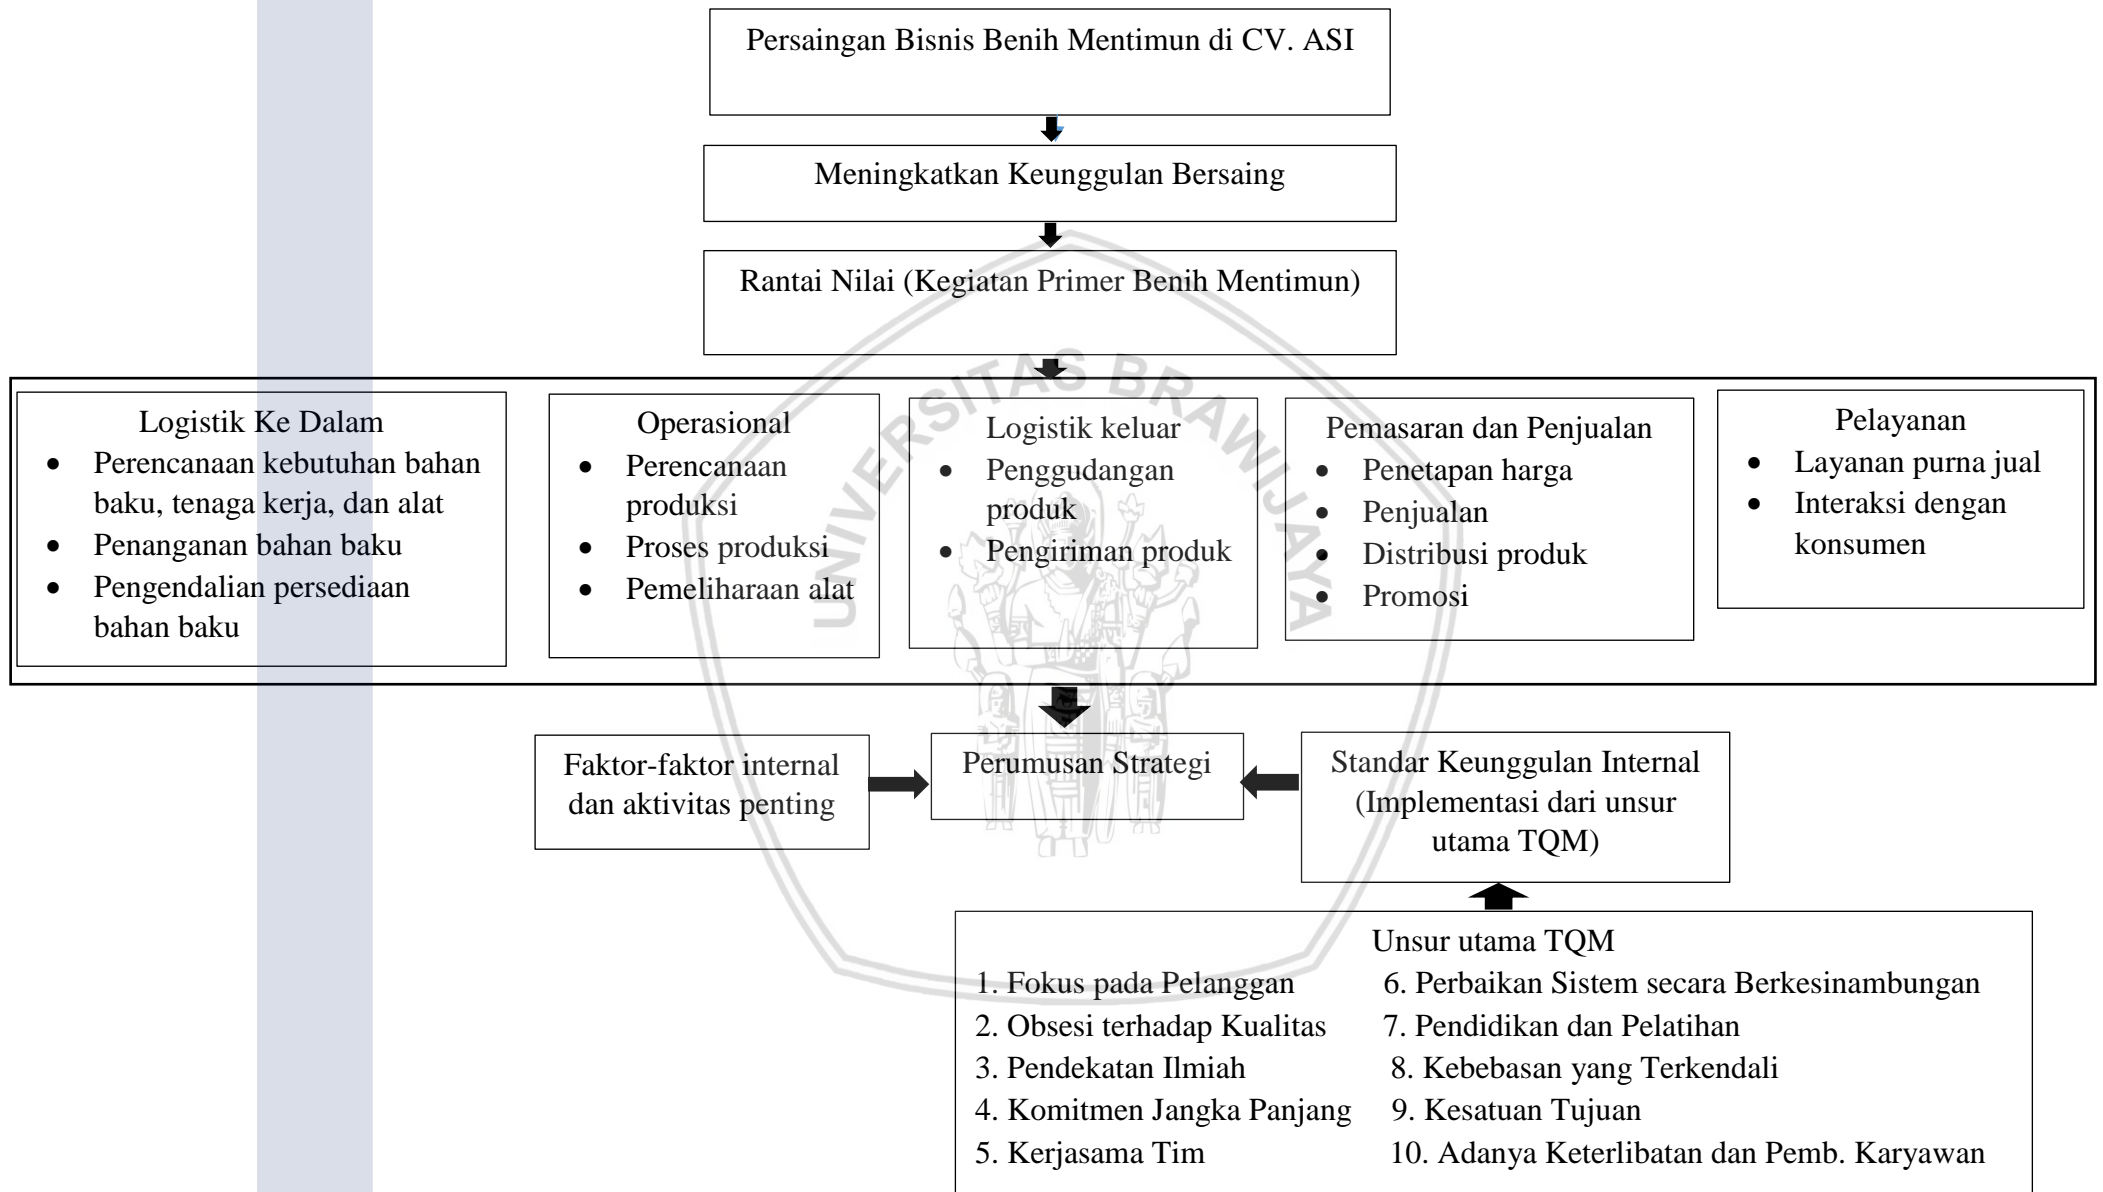 Persaingan Bisnis Benih Mentimun di CV. ASI
Meningkatkan Keunggulan Bersaing
Rantai Nilai (Kegiatan Primer Benih Mentimun)
Logistik Ke Dalam
• Perencanaan kebutuhan bahan
baku, tenaga kerja, dan alat
• Penanganan bahan baku
• Pengendalian persediaan
bahan baku
Operasional
• Perencanaan
produksi
• Proses produksi
• Pemeliharaan alat
Logistik keluar
• Penggudangan
produk
• Pengiriman produk
Pemasaran dan Penjualan
• Penetapan harga
• Penjualan
• Distribusi produk
• Promosi
Pelayanan
• Layanan purna jual
• Interaksi dengan
konsumen
Faktor-faktor internal
dan aktivitas penting
Perumusan Strategi
Standar Keunggulan Internal
(Implementasi dari unsur
utama TQM)
Unsur utama TQM
1. Fokus pada Pelanggan
2. Obsesi terhadap Kualitas
3. Pendekatan Ilmiah
4. Komitmen Jangka Panjang
5. Kerjasama Tim
6. Perbaikan Sistem secara Berkesinambungan
7. Pendidikan dan Pelatihan
8. Kebebasan yang Terkendali
9. Kesatuan Tujuan
10. Adanya Keterlibatan dan Pemb. Karyawan
UNIVERSITAS BRAWIJAYA